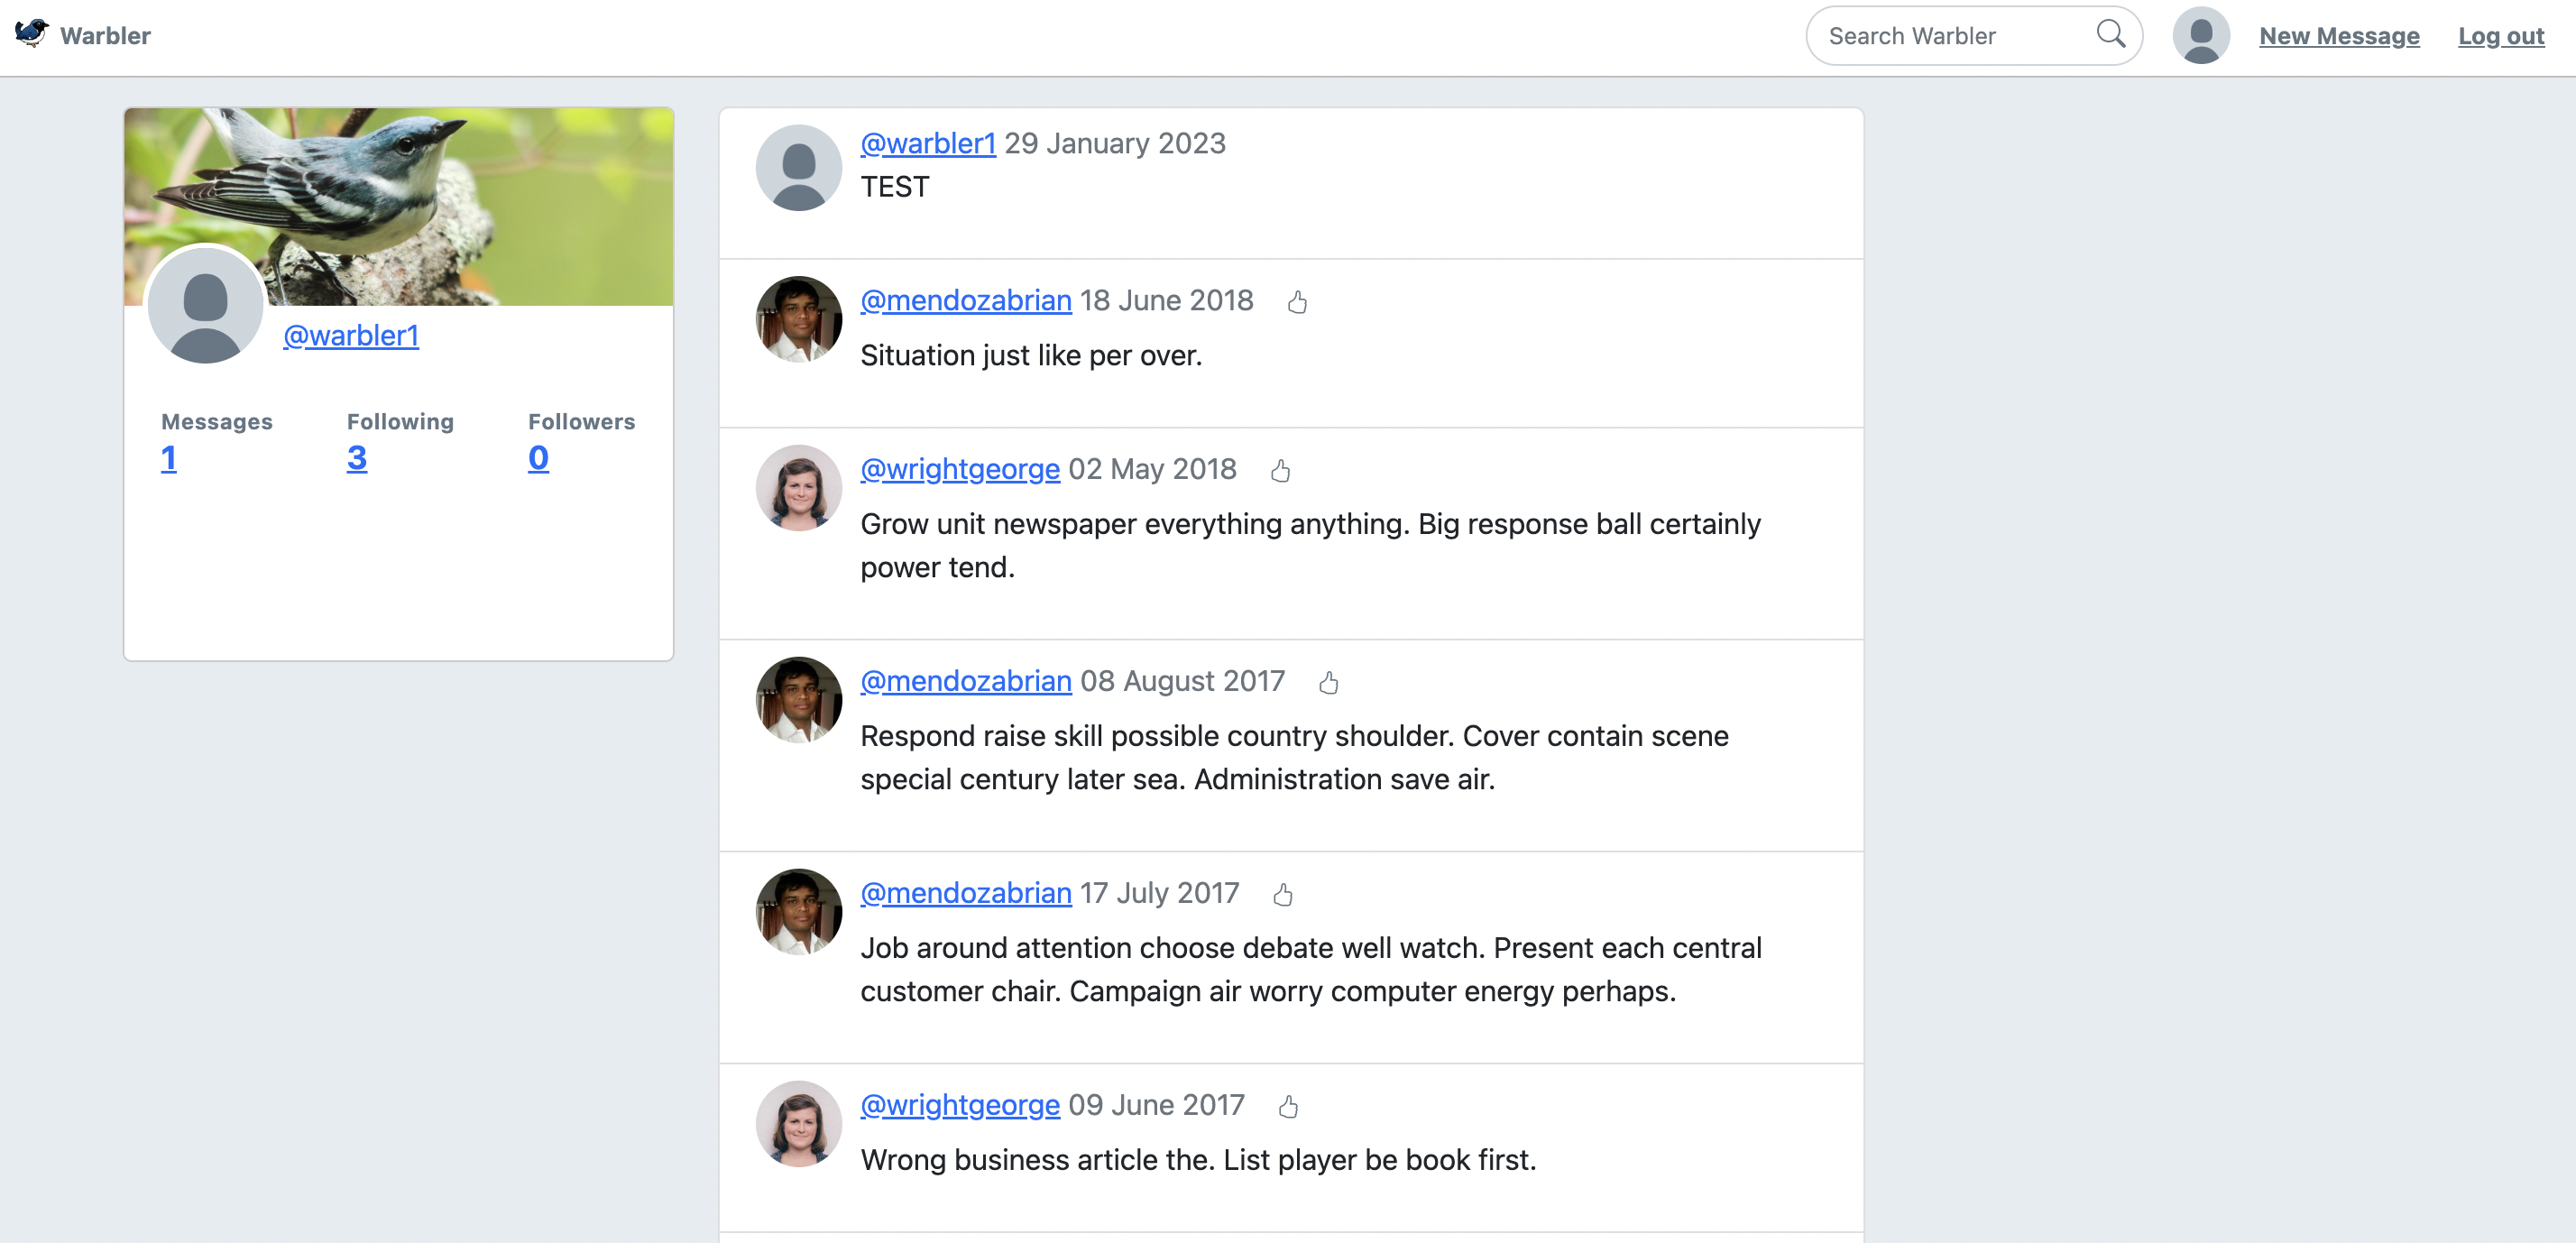 Warbler
Search Warbler
New Message
Log out
@warbler1
Messages
Following
Followers
1
3
0
@warbler1 29 January 2023
TEST
@mendozabrian 18 June 2018
Situation just like per over.
@wrightgeorge 02 May 2018
Grow unit newspaper everything anything. Big response ball certainly
power tend.
@mendozabrian 08 August 2017
Respond raise skill possible country shoulder. Cover contain scene
special century later sea. Administration save air.
@mendozabrian 17 July 2017
Job around attention choose debate well watch. Present each central
customer chair. Campaign air worry computer energy perhaps.
@wrightgeorge 09 June 2017
Wrong business article the. List player be book first.